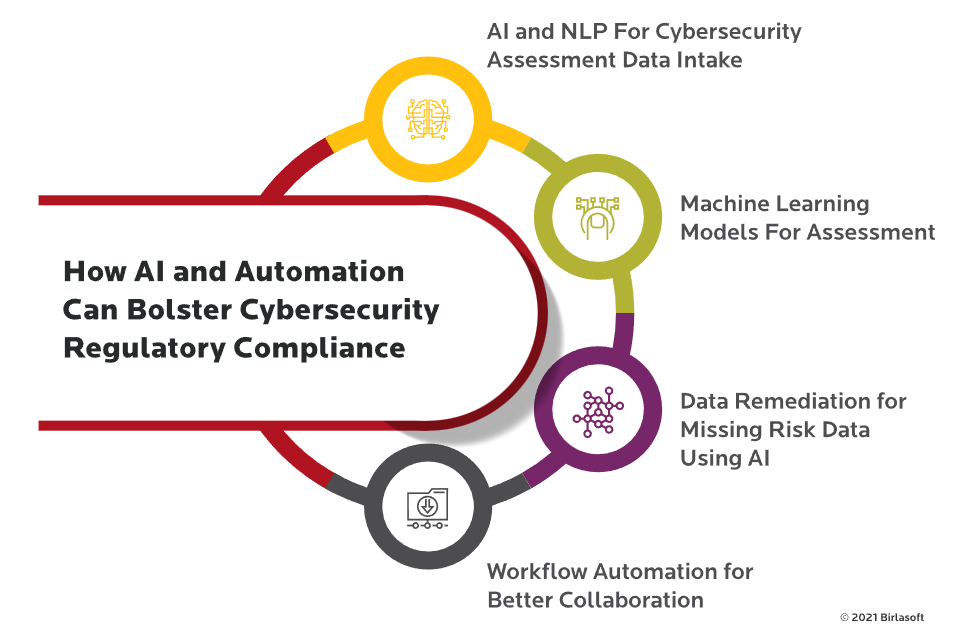 AI and NLP For Cybersecurity
Assessment Data Intake
Machine Learning
Models For Assessment
How AI and Automation
Can Bolster Cybersecurity
Regulatory Compliance
Data Remediation for
Missing Risk Data
Using AI
Workflow Automation for
Better Collaboration
© 2021 Birlasoft